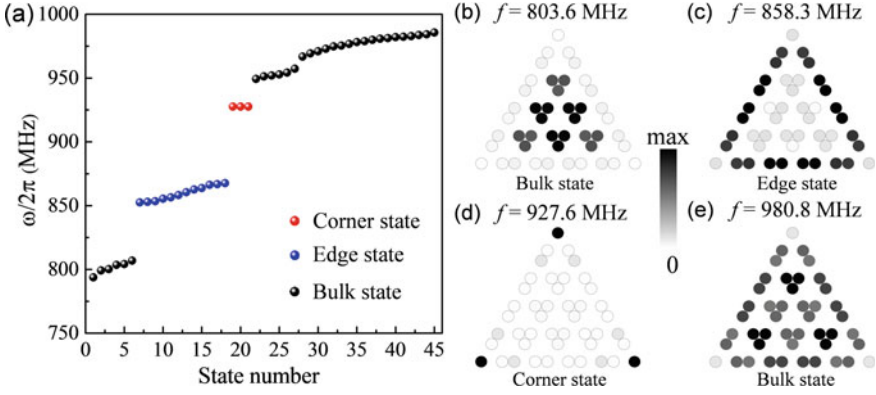 (a)
1000
950
900
850
800
750
ω/2π (MHz)
0 5 10 15 20 25 30 35 40 45
State number
Corner state
Edge state
Bulk state
(b) f = 803.6 MHz
Bulk state
(c) f = 858.3 MHz
Edge state
max
0
(d) f = 927.6 MHz
Corner state
(e) f = 980.8 MHz
Bulk state